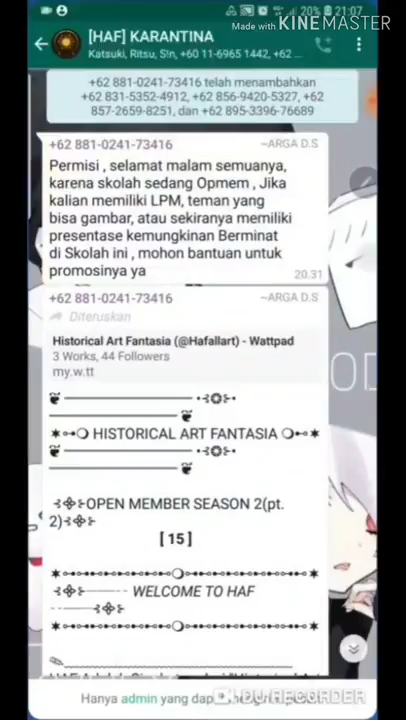 20% 21:07
Made with KINEMASTER
[HAF] KARANTINA
Katsuki, Ritsu, S!n, +60 11-6965 1442, +62 ...
+62 881-0241-73416 telah menambahkan
+62 831-5352-4912, +62 856-9420-5327, +62
857-2659-8251, dan +62 895-3396-76689
+62 881-0241-73416 ~ARGA D.S
Permisi , selamat malam semuanya,
karena skolah sedang Opmem , Jika
kalian memiliki LPM, teman yang
bisa gambar, atau sekiranya memiliki
presentase kemungkinan Berminat
di Skolah ini , mohon bantuan untuk
promosinya ya
20.31
+62 881-0241-73416 ~ARGA D.S
Diteruskan
Historical Art Fantasia (@Hafallart) - Wattpad
3 Works, 44 Followers
my.w.tt
HISTORICAL ART FANTASIA
OPEN MEMBER SEASON 2(pt.
2)
[ 15 ]
WELCOME TO HAF
Hanya admin yang
DU RECORDER